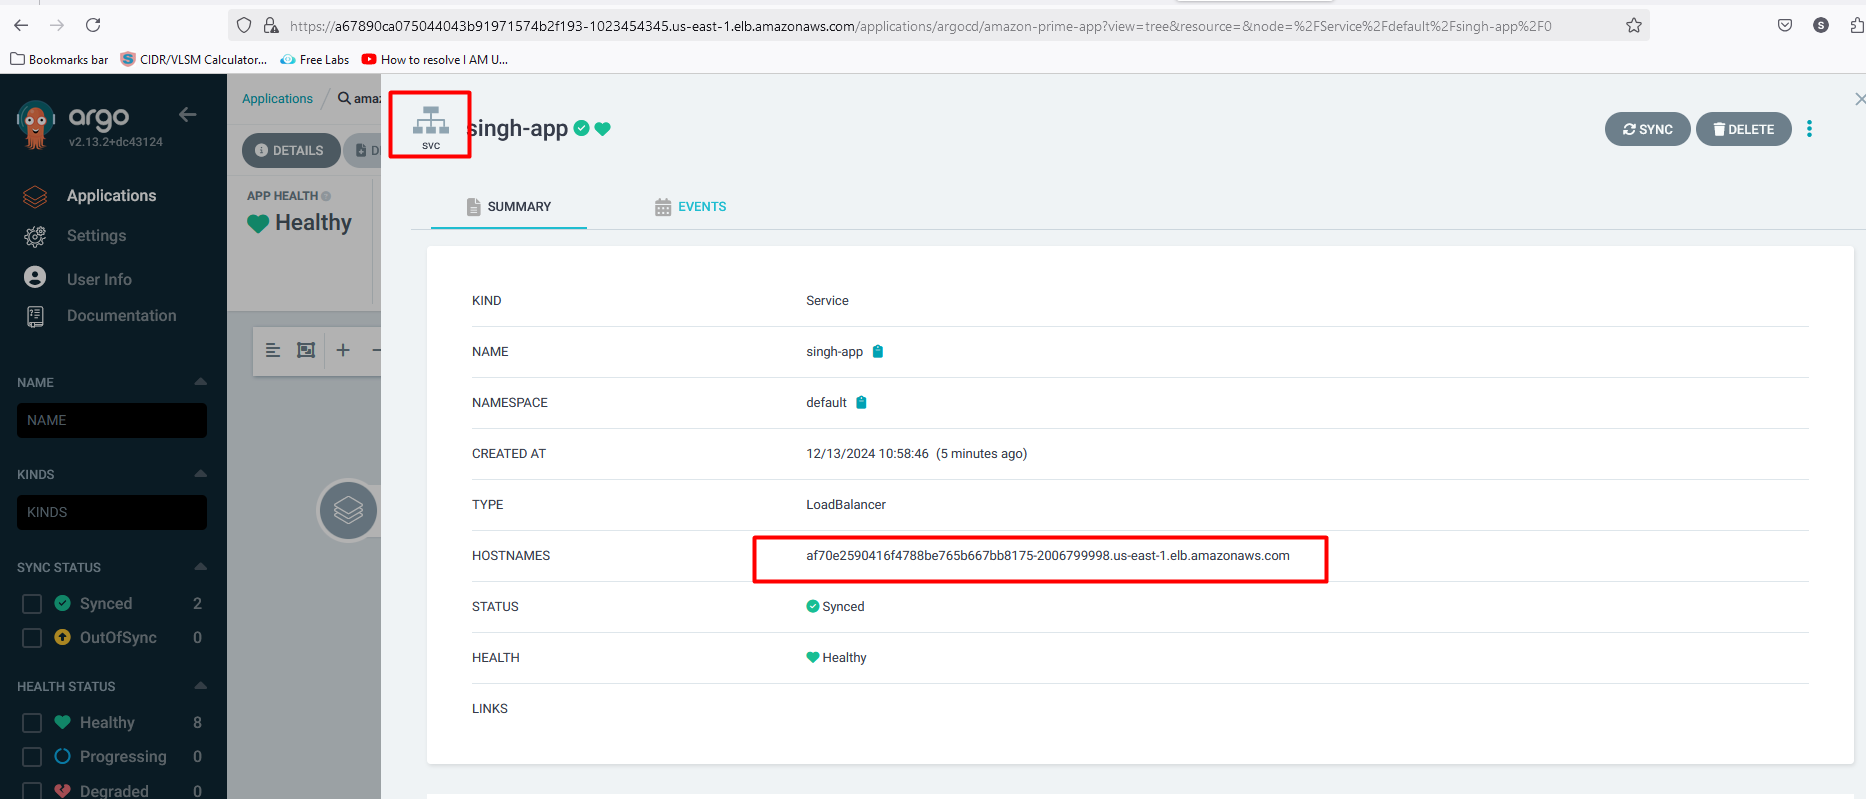 https://a67890ca075044043b91971574b2f193-1023454345.us-east-1.elb.amazonaws.com/applications/argocd/amazon-prime-app?view=tree&resource=&node=%2FService%2Fdefault%2Fsingh-app%2F0
S
Bookmarks bar
CIDR/VLSM Calculator...
Free Labs
How to resolve I AM U...
argo
v2.13.2+dc43124
Applications
Settings
User Info
Documentation
NAME
NAME
KINDS
KINDS
SYNC STATUS
Synced 2
OutOfSync 0
HEALTH STATUS
Healthy 8
Progressing 0
Degraded 0
Applications / amaz
DETAILS
D
APP HEALTH
Healthy
svc
singh-app
SYNC
DELETE
SUMMARY
EVENTS
KIND Service
NAME singh-app
NAMESPACE default
CREATED AT 12/13/2024 10:58:46 (5 minutes ago)
TYPE LoadBalancer
HOSTNAMES af70e2590416f4788be765b667bb8175-2006799998.us-east-1.elb.amazonaws.com
STATUS Synced
HEALTH Healthy
LINKS